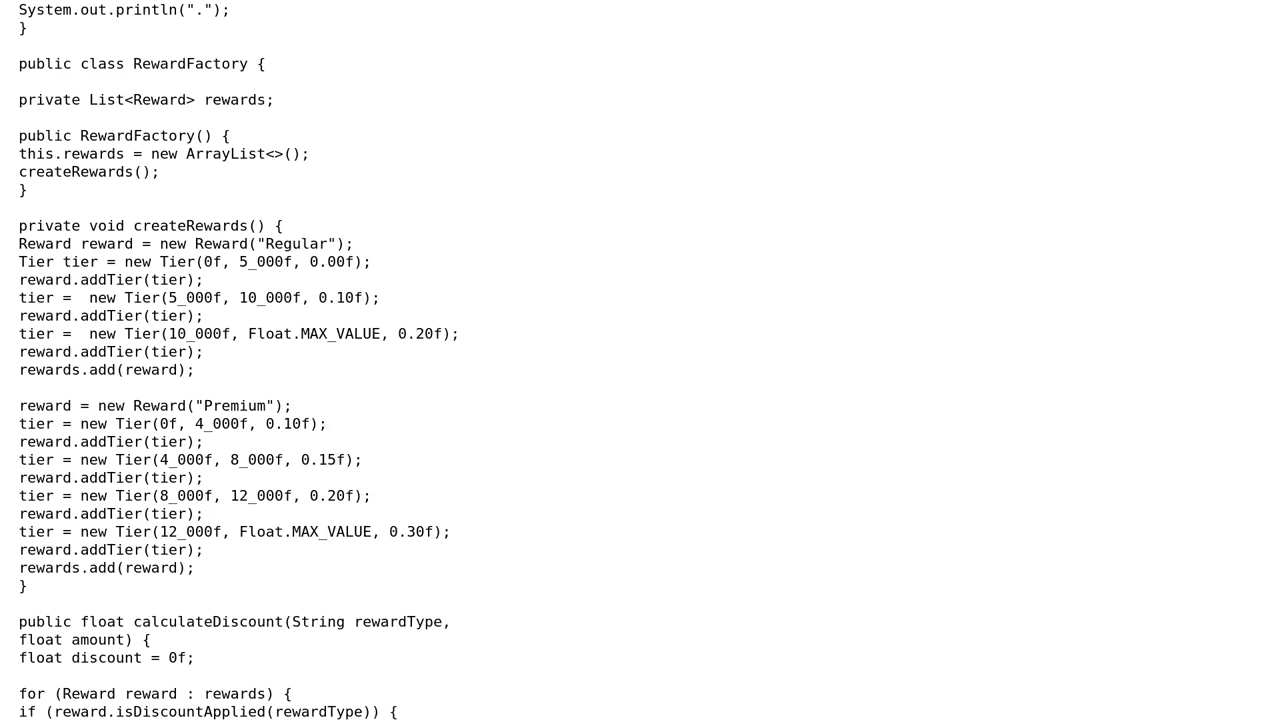 System.out.println(".");
}

public class RewardFactory {

private List<Reward> rewards;

public RewardFactory() {
this.rewards = new ArrayList<>();
createRewards();
}

private void createRewards() {
Reward reward = new Reward("Regular");
Tier tier = new Tier(0f, 5_000f, 0.00f);
reward.addTier(tier);
tier =  new Tier(5_000f, 10_000f, 0.10f);
reward.addTier(tier);
tier =  new Tier(10_000f, Float.MAX_VALUE, 0.20f);
reward.addTier(tier);
rewards.add(reward);

reward = new Reward("Premium");
tier = new Tier(0f, 4_000f, 0.10f);
reward.addTier(tier);
tier = new Tier(4_000f, 8_000f, 0.15f);
reward.addTier(tier);
tier = new Tier(8_000f, 12_000f, 0.20f);
reward.addTier(tier);
tier = new Tier(12_000f, Float.MAX_VALUE, 0.30f);
reward.addTier(tier);
rewards.add(reward);
}

public float calculateDiscount(String rewardType,
float amount) {
float discount = 0f;

for (Reward reward : rewards) {
if (reward.isDiscountApplied(rewardType)) {